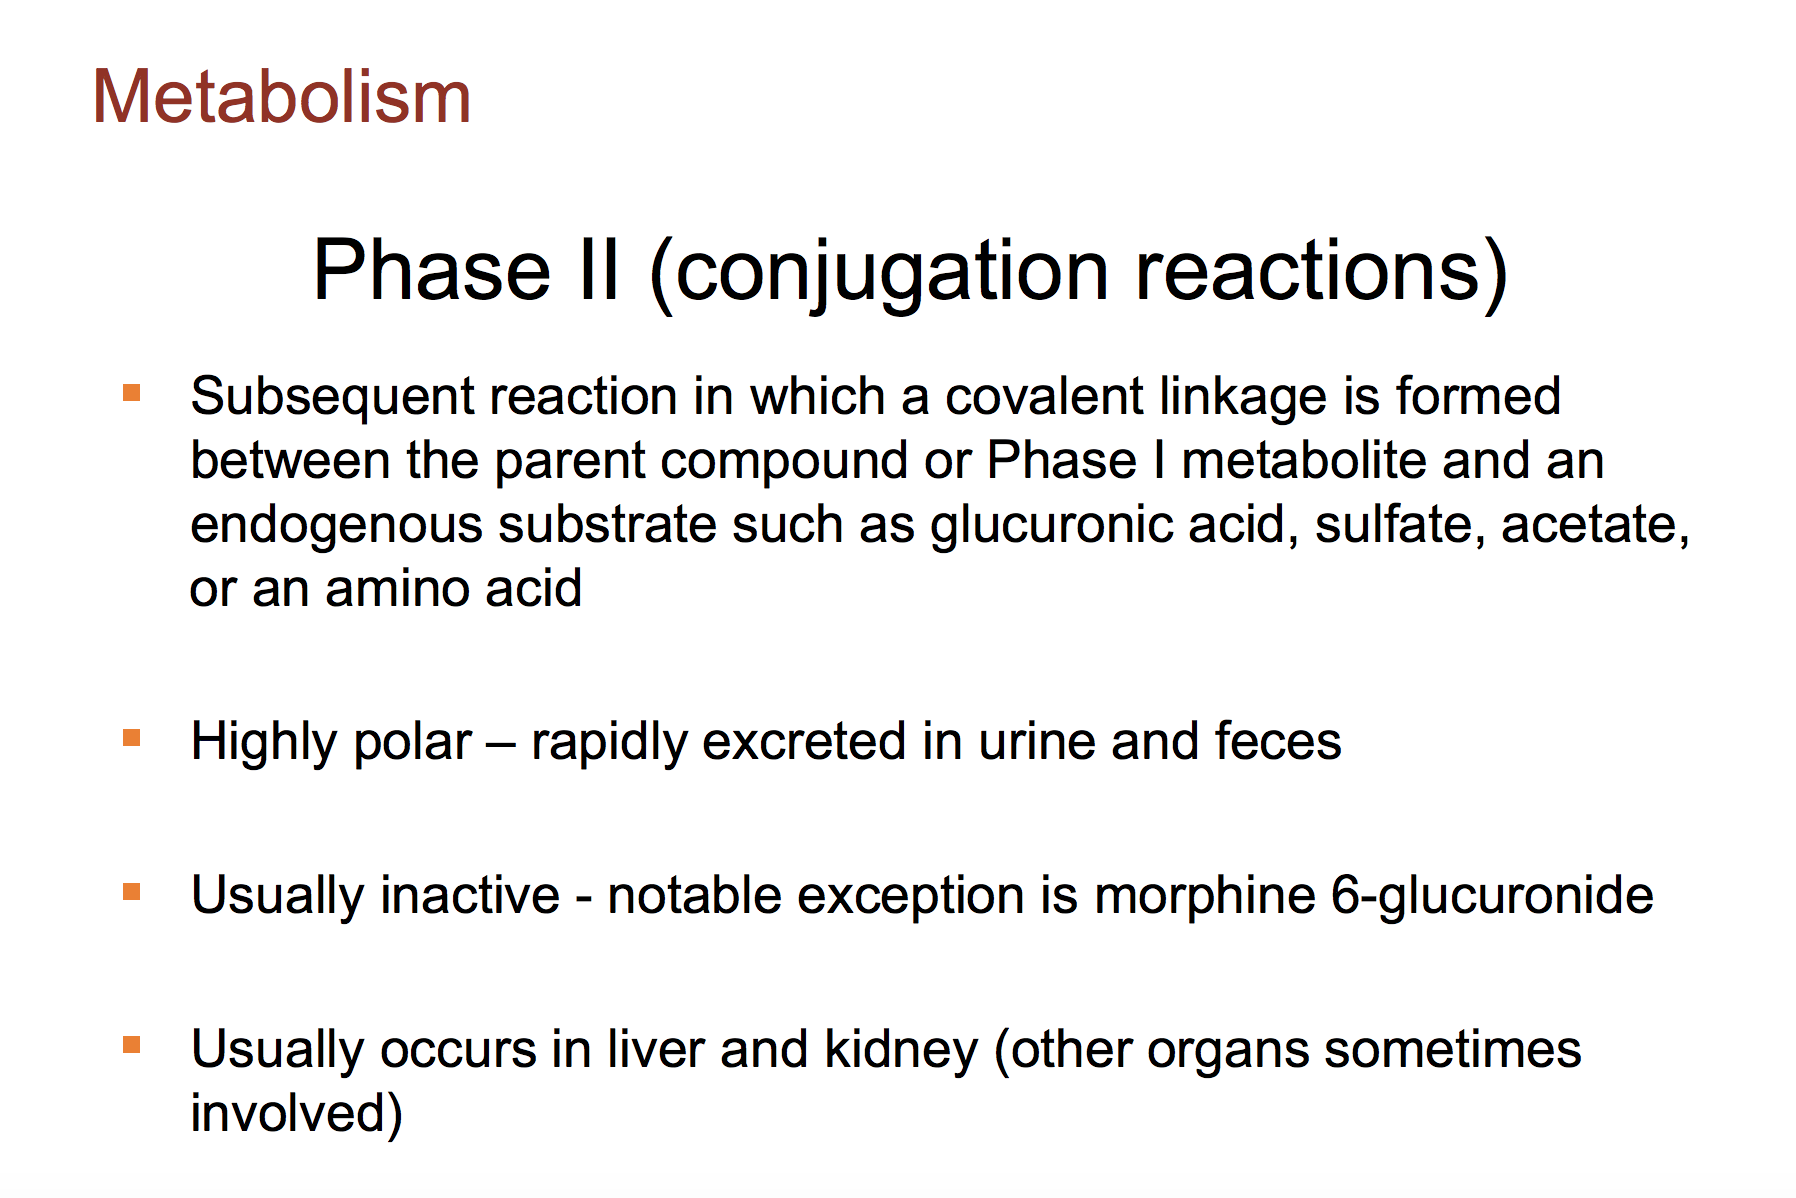 Metabolism
Phase II (conjugation reactions)
Subsequent reaction in which a covalent linkage is formed
between the parent compound or Phase I metabolite and an
endogenous substrate such as glucuronic acid, sulfate, acetate,
or an amino acid
Highly polar – rapidly excreted in urine and feces
Usually inactive - notable exception is morphine 6-glucuronide
Usually occurs in liver and kidney (other organs sometimes
involved)